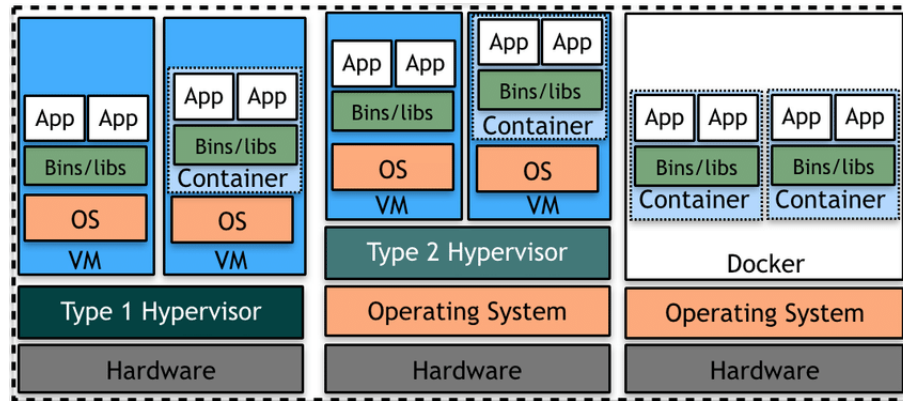 App App
Bins/libs
OS
VM
App App
Bins/libs
Container
OS
VM
Type 1 Hypervisor
Hardware
App App
Bins/libs
OS
VM
App App
Bins/libs
Container
OS
VM
Type 2 Hypervisor
Operating System
Hardware
App App
Bins/libs
Container
App App
Bins/libs
Container
Docker
Operating System
Hardware